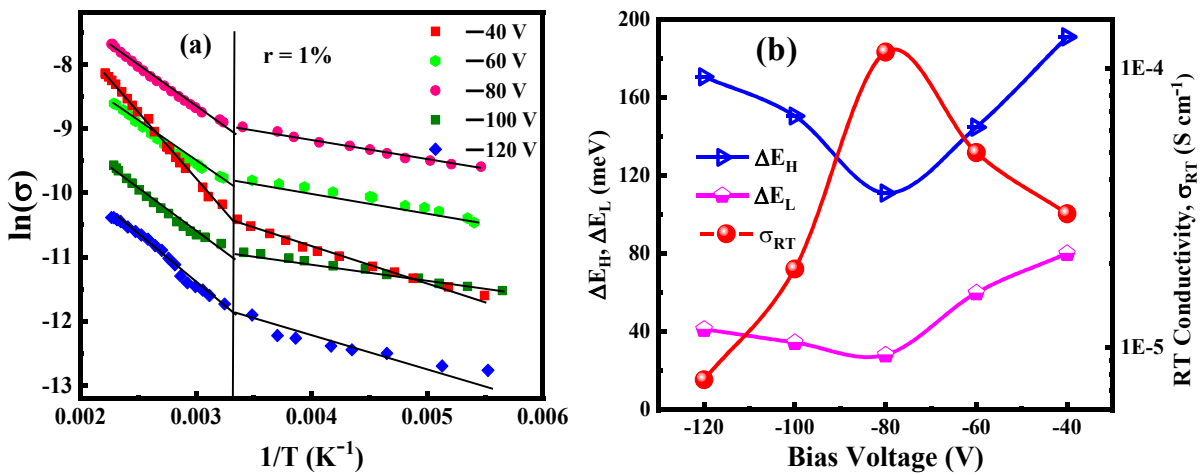 (a)
r = 1%
−40 V
−60 V
−80 V
−100 V
−120 V
-8
-9
-10
-11
-12
-13
ln(σ)
0.002
0.003
0.004
0.005
0.006
1/T (K⁻¹)
(b)
200
160
120
80
40
0
ΔE_H, ΔE_L (meV)
ΔE_H
ΔE_L
σ_RT
1E-4
1E-5
RT Conductivity, σ_RT (S cm⁻¹)
-120
-100
-80
-60
-40
Bias Voltage (V)